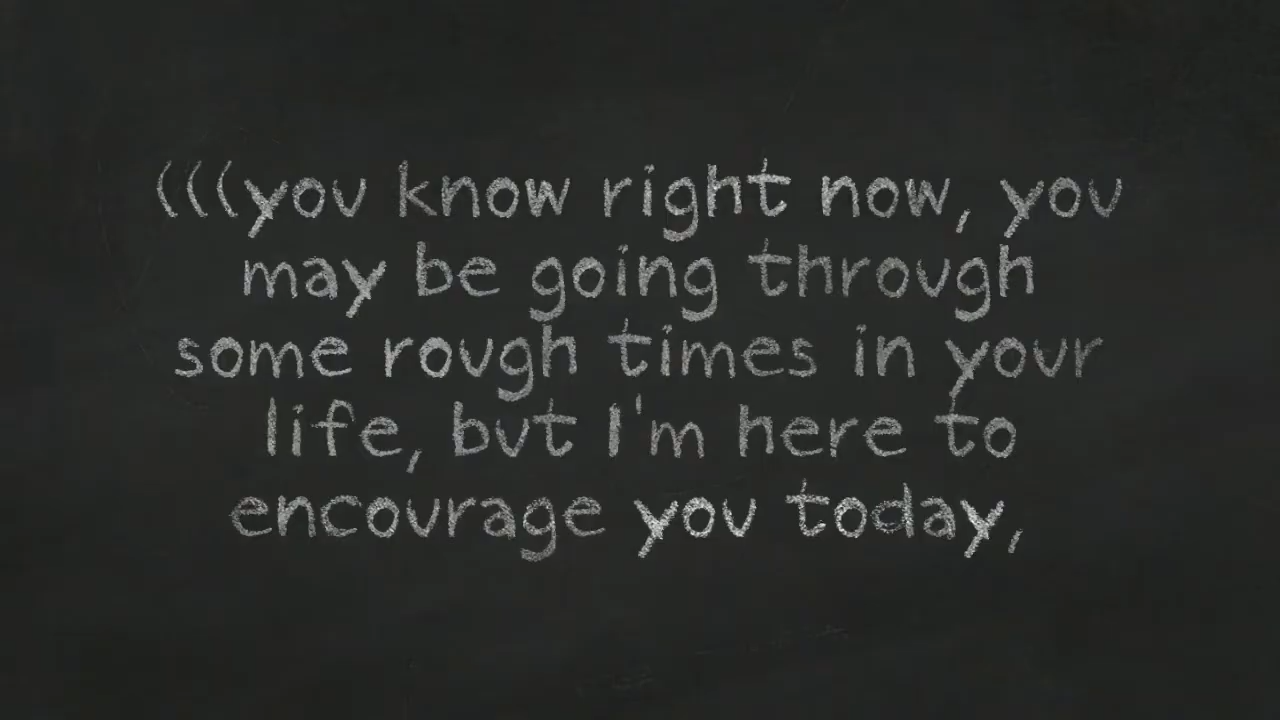 (((you know right now, you
may be going through
some rough times in your
life, but I'm here to
encourage you today,